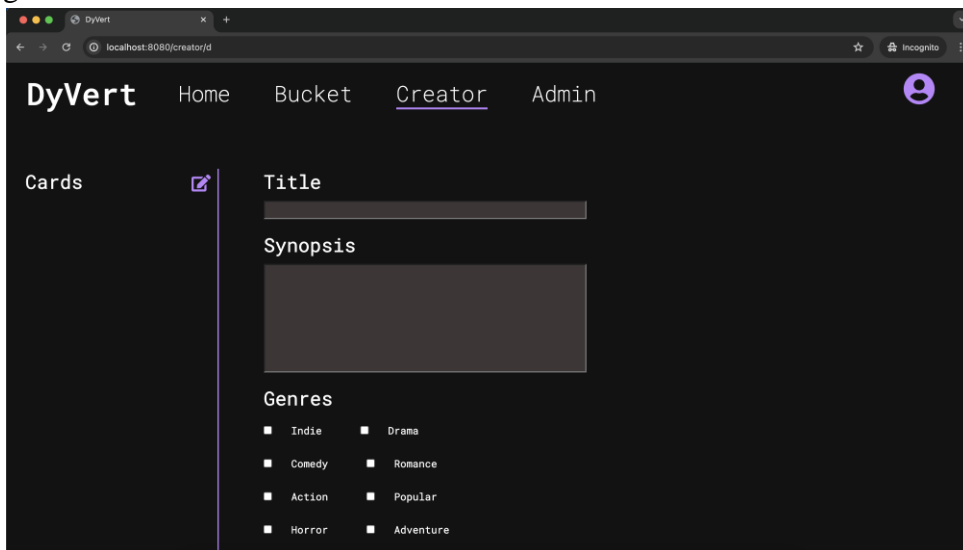 DyVert
localhost:8080/creator/d
Incognito
DyVert Home Bucket Creator Admin
Cards
Title
Synopsis
Genres
Indie Drama
Comedy Romance
Action Popular
Horror Adventure